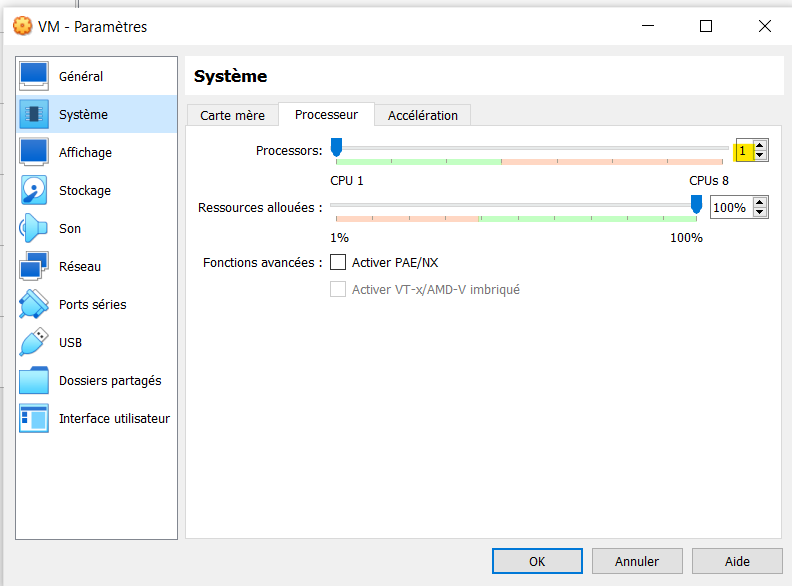 VM - Paramètres
Général
Système
Affichage
Stockage
Son
Réseau
Ports séries
USB
Dossiers partagés
Interface utilisateur
Système
Carte mère Processeur Accélération
Processors: 1
CPU 1 CPUs 8
Ressources allouées : 100%
1% 100%
Fonctions avancées : Activer PAE/NX
Activer VT-x/AMD-V imbriqué
OK Annuler Aide